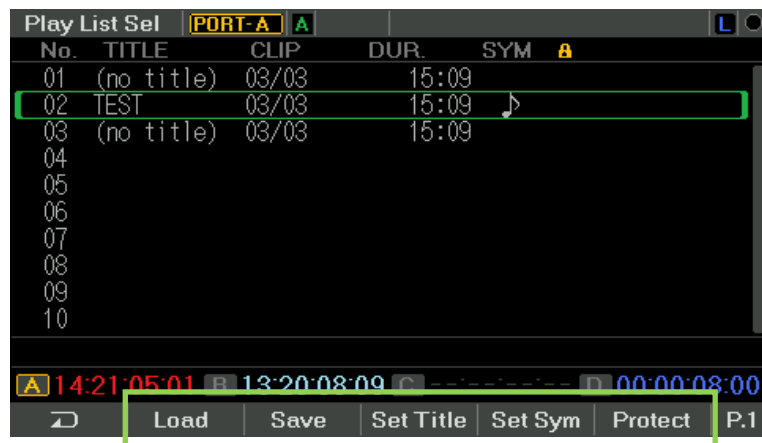 Play List Sel PORT-A A L
No. TITLE CLIP DUR. SYM
01 (no title) 03/03 15:09
02 TEST 03/03 15:09 ♪
03 (no title) 03/03 15:09
04
05
06
07
08
09
10
A 14:21:05:01 B 13:20:08:09 C --:--:--:-- D 00:00:08:00
Load Save Set Title Set Sym Protect P.1